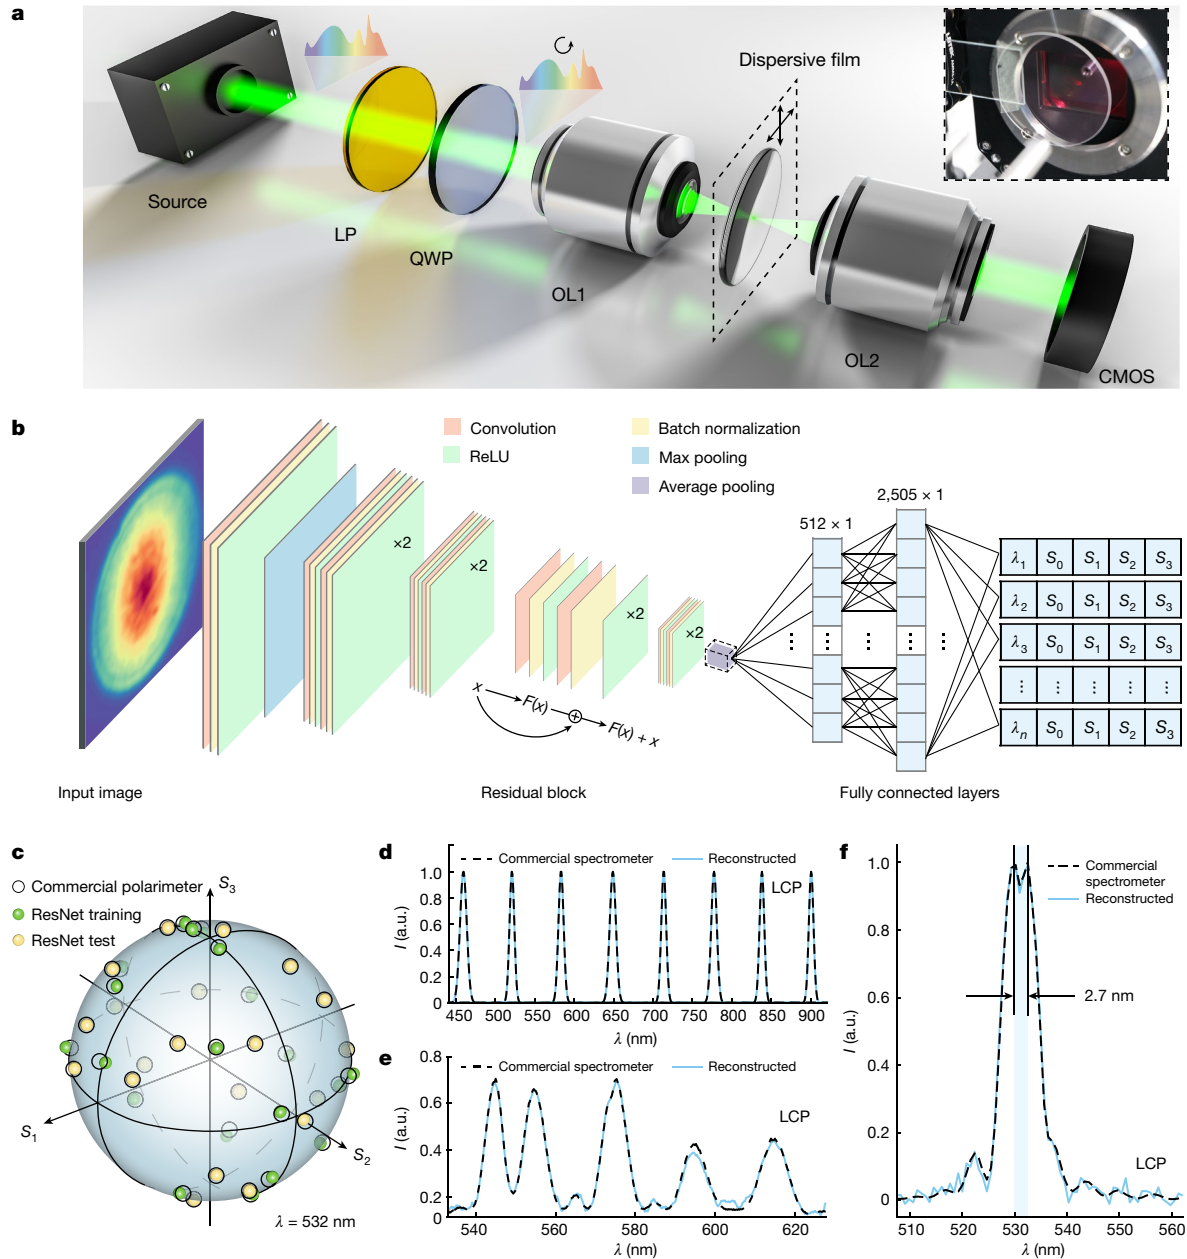 a
Dispersive film
Source
LP
QWP
OL1
OL2
CMOS
b
Convolution
Batch normalization
ReLU
Max pooling
Average pooling
×2
×2
×2
×2
512 × 1
2,505 × 1
λ1 S0 S1 S2 S3
λ2 S0 S1 S2 S3
λ3 S0 S1 S2 S3
⋮ ⋮ ⋮ ⋮ ⋮
λn S0 S1 S2 S3
x F(x) + F(x) + x
Input image
Residual block
Fully connected layers
c
Commercial polarimeter
ResNet training
ResNet test
S3
S1
S2
λ = 532 nm
d
Commercial spectrometer
Reconstructed
LCP
I (a.u.)
1.0
0.8
0.6
0.4
0.2
0
450 500 550 600 650 700 750 800 850 900
λ (nm)
e
Commercial spectrometer
Reconstructed
LCP
I (a.u.)
0.8
0.6
0.4
0.2
0
540 560 580 600 620
λ (nm)
f
Commercial
spectrometer
Reconstructed
2.7 nm
LCP
I (a.u.)
1.0
0.8
0.6
0.4
0.2
0
510 520 530 540 550 560
λ (nm)